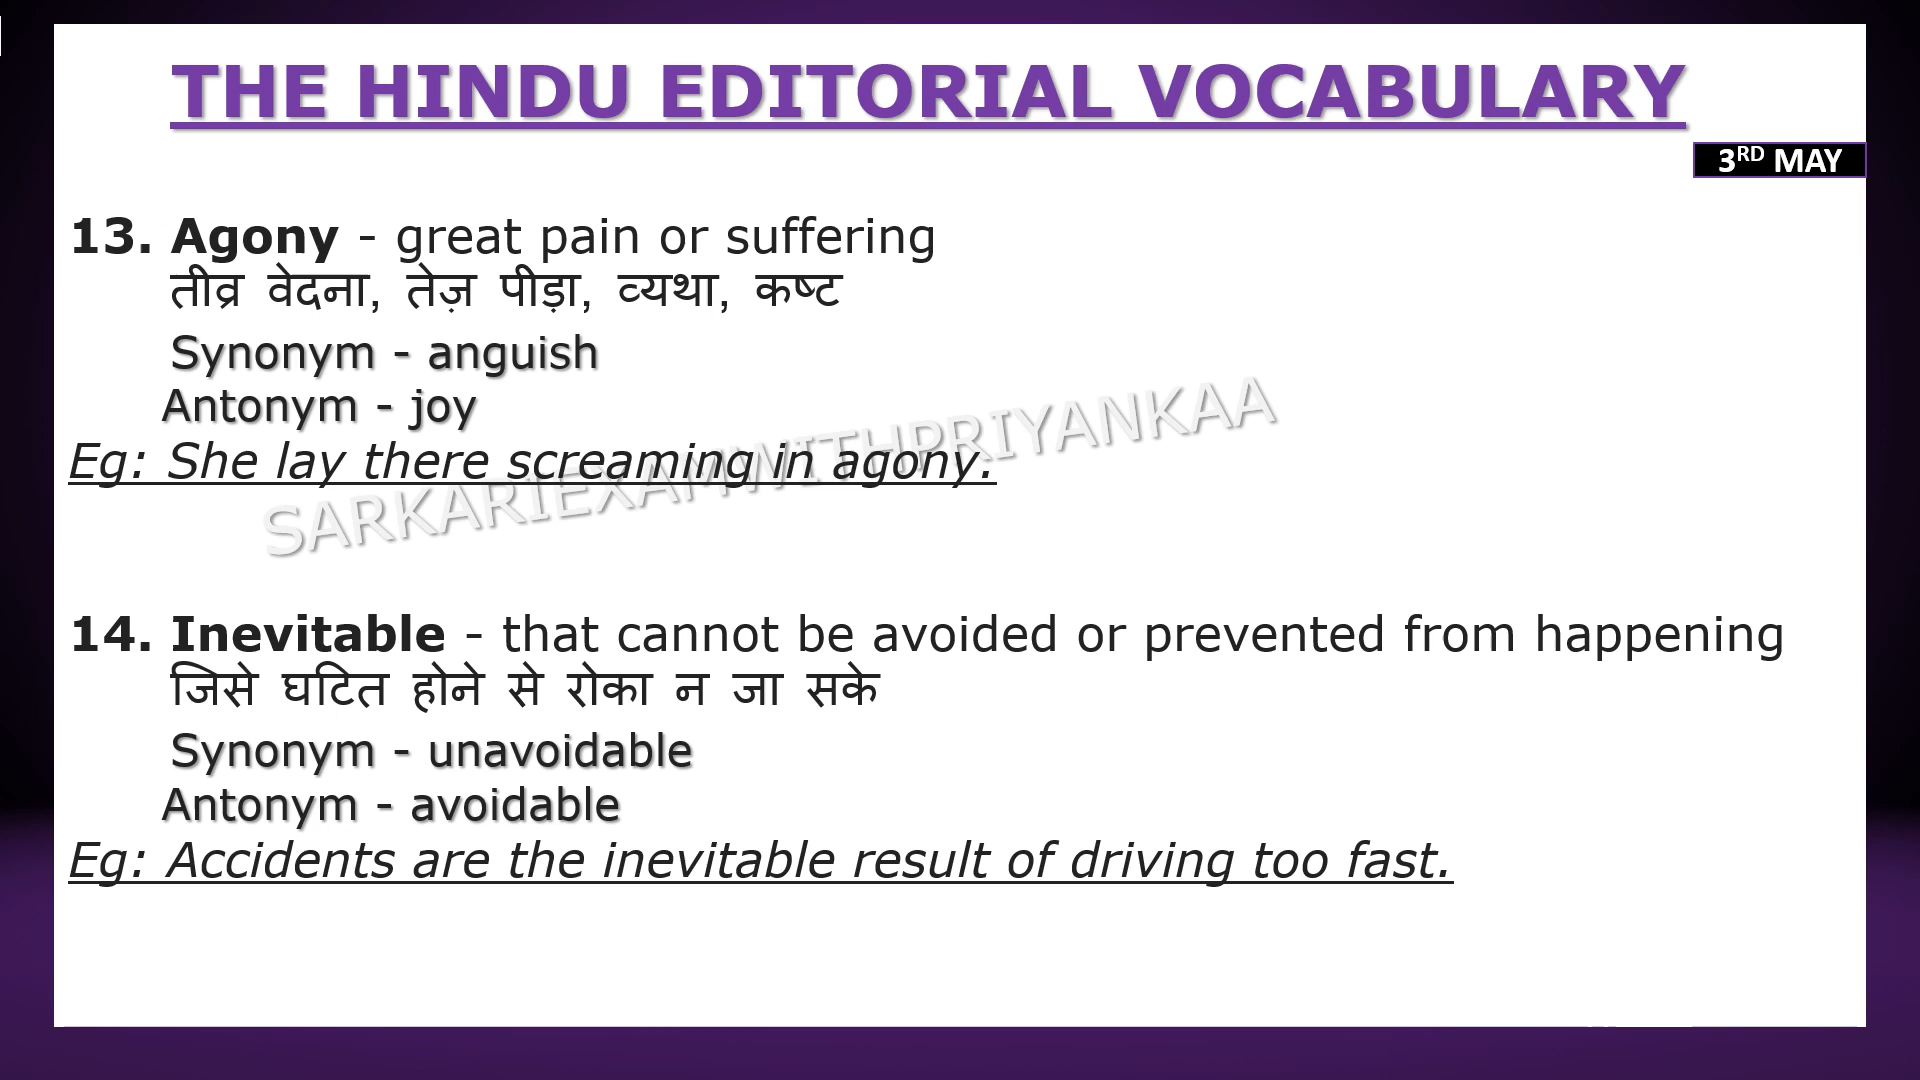 THE HINDU EDITORIAL VOCABULARY
3RD MAY
13. Agony - great pain or suffering
तीव्र वेदना, तेज़ पीड़ा, व्यथा, कष्ट
Synonym - anguish
Antonym - joy
Eg: She lay there screaming in agony.
SARKARIEXAMWITHPRIYANKAA
14. Inevitable - that cannot be avoided or prevented from happening
जिसे घटित होने से रोका न जा सके
Synonym - unavoidable
Antonym - avoidable
Eg: Accidents are the inevitable result of driving too fast.